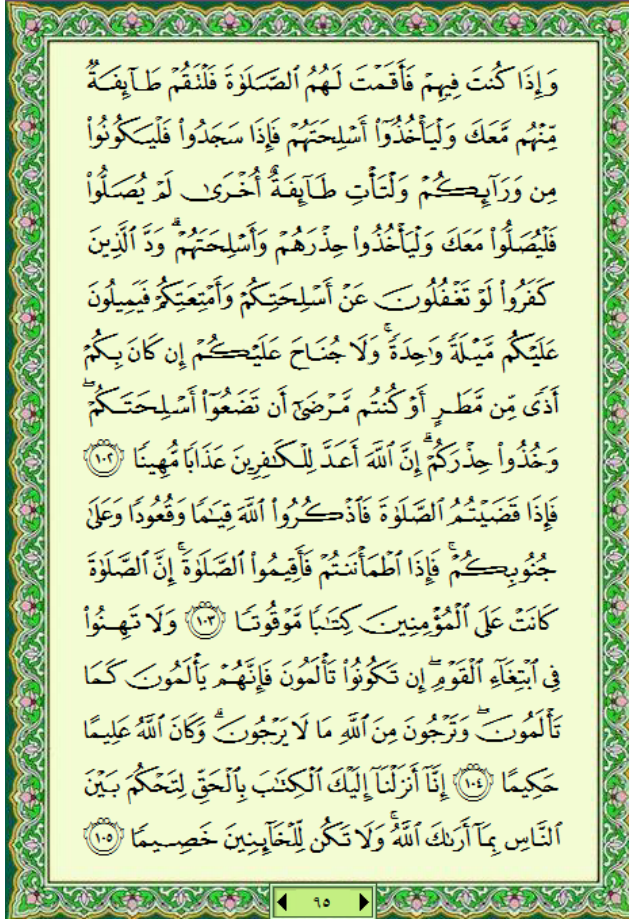 وَإِذَا كُنتَ فِيهِمْ فَأَقَمْتَ لَهُمُ ٱلصَّلَوٰةَ فَلْتَقُمْ طَآئِفَةٌ
مِّنْهُم مَّعَكَ وَلْيَأْخُذُوٓا۟ أَسْلِحَتَهُمْ فَإِذَا سَجَدُوا۟ فَلْيَكُونُوا۟
مِن وَرَآئِكُمْ وَلْتَأْتِ طَآئِفَةٌ أُخْرَىٰ لَمْ يُصَلُّوا۟
فَلْيُصَلُّوا۟ مَعَكَ وَلْيَأْخُذُوا۟ حِذْرَهُمْ وَأَسْلِحَتَهُمْ ۗ وَدَّ ٱلَّذِينَ
كَفَرُوا۟ لَوْ تَغْفُلُونَ عَنْ أَسْلِحَتِكُمْ وَأَمْتِعَتِكُمْ فَيَمِيلُونَ
عَلَيْكُم مَّيْلَةً وَٰحِدَةً ۚ وَلَا جُنَاحَ عَلَيْكُمْ إِن كَانَ بِكُمْ
أَذًى مِّن مَّطَرٍ أَوْ كُنتُم مَّرْضَىٰٓ أَن تَضَعُوٓا۟ أَسْلِحَتَكُمْ ۖ
وَخُذُوا۟ حِذْرَكُمْ ۗ إِنَّ ٱللَّهَ أَعَدَّ لِلْكَٰفِرِينَ عَذَابًا مُّهِينًا ١٠٢
فَإِذَا قَضَيْتُمُ ٱلصَّلَوٰةَ فَٱذْكُرُوا۟ ٱللَّهَ قِيَٰمًا وَقُعُودًا وَعَلَىٰ
جُنُوبِكُمْ ۚ فَإِذَا ٱطْمَأْنَنتُمْ فَأَقِيمُوا۟ ٱلصَّلَوٰةَ ۚ إِنَّ ٱلصَّلَوٰةَ
كَانَتْ عَلَى ٱلْمُؤْمِنِينَ كِتَٰبًا مَّوْقُوتًا ١٠٣ وَلَا تَهِنُوا۟
فِى ٱبْتِغَآءِ ٱلْقَوْمِ ۖ إِن تَكُونُوا۟ تَأْلَمُونَ فَإِنَّهُمْ يَأْلَمُونَ كَمَا
تَأْلَمُونَ ۖ وَتَرْجُونَ مِنَ ٱللَّهِ مَا لَا يَرْجُونَ ۗ وَكَانَ ٱللَّهُ عَلِيمًا
حَكِيمًا ١٠٤ إِنَّآ أَنزَلْنَآ إِلَيْكَ ٱلْكِتَٰبَ بِٱلْحَقِّ لِتَحْكُمَ بَيْنَ
ٱلنَّاسِ بِمَآ أَرَىٰكَ ٱللَّهُ ۚ وَلَا تَكُن لِّلْخَآئِنِينَ خَصِيمًا ١٠٥
٩٥